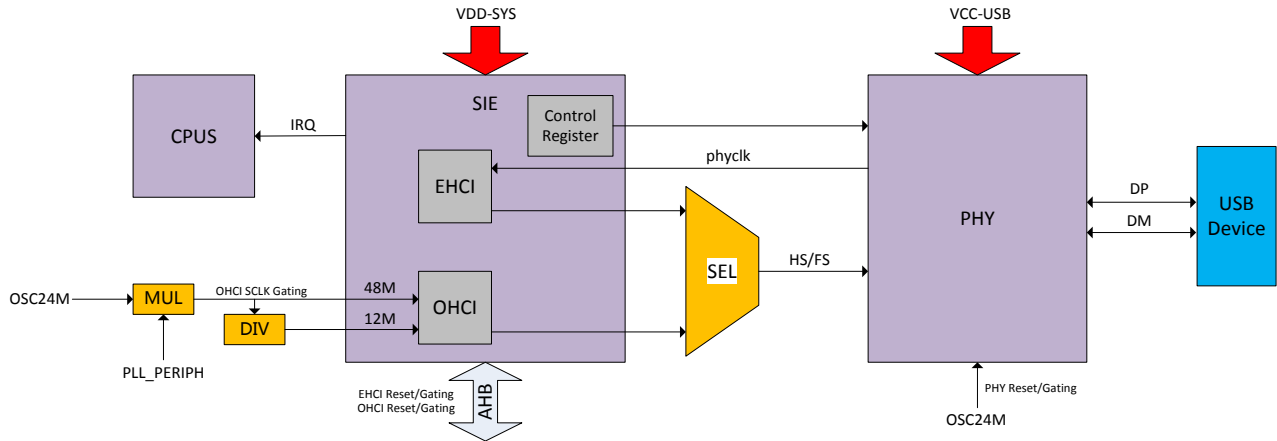 VDD-SYS
VCC-USB
SIE
Control
Register
CPUS
IRQ
phyclk
EHCI
PHY
DP
DM
USB
Device
SEL
HS/FS
OSC24M
MUL
OHCI SCLK Gating
48M
OHCI
DIV
12M
PLL_PERIPH
EHCI Reset/Gating
OHCI Reset/Gating
AHB
PHY Reset/Gating
OSC24M